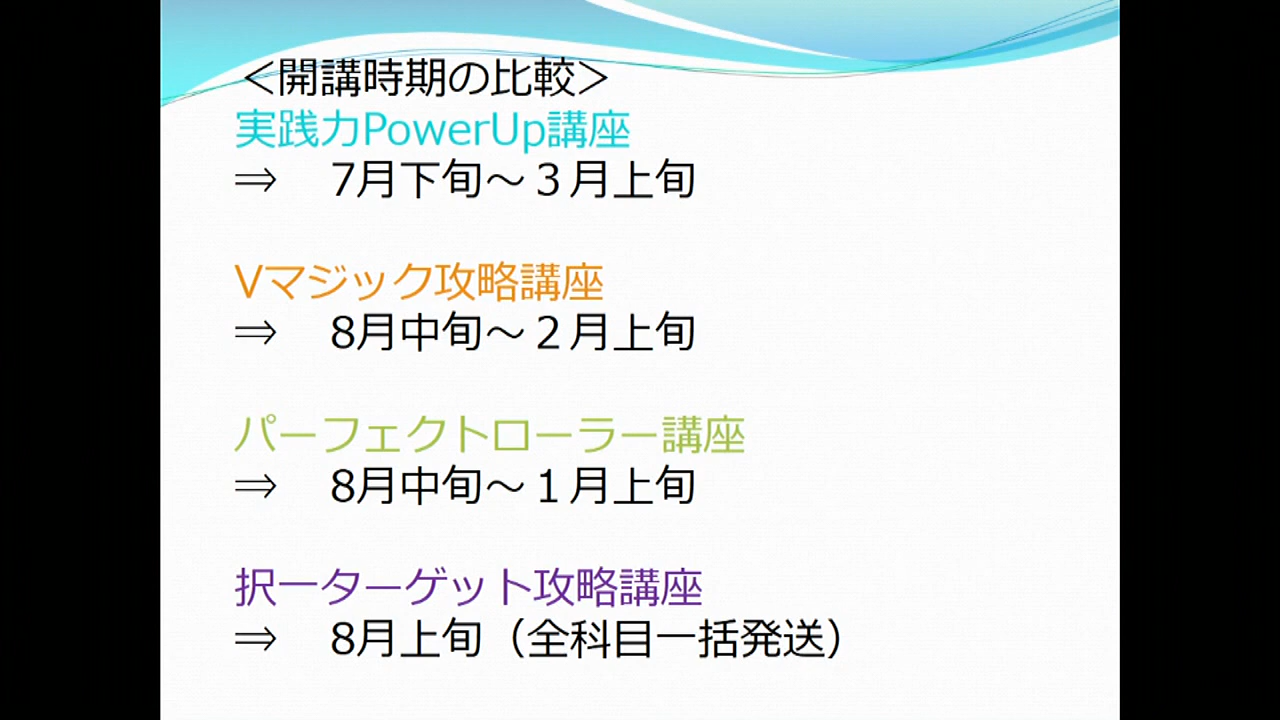 ＜開講時期の比較＞
実践力PowerUp講座
⇒　7月下旬～３月上旬
Vマジック攻略講座
⇒　8月中旬～２月上旬
パーフェクトローラー講座
⇒　8月中旬～１月上旬
択一ターゲット攻略講座
⇒　8月上旬（全科目一括発送）